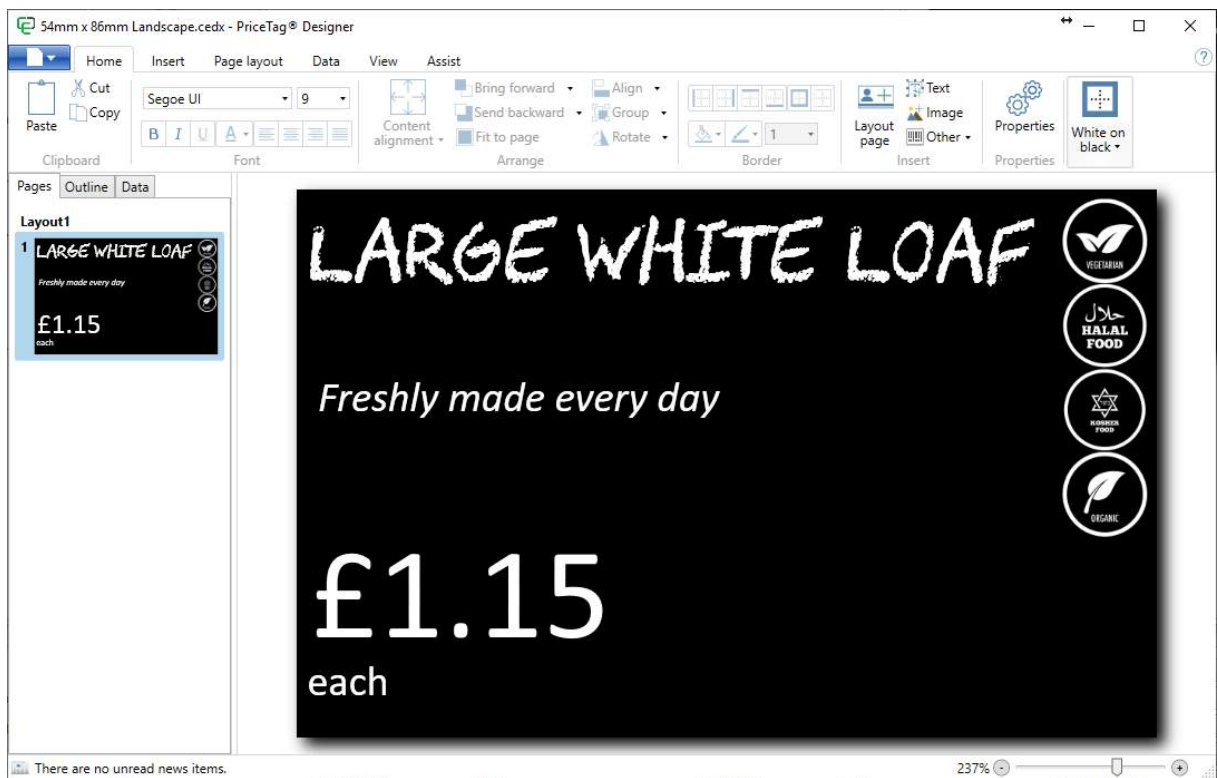 54mm x 86mm Landscape.cedx - PriceTag® Designer
Home Insert Page layout Data View Assist
Paste
Cut
Copy
Clipboard
Segoe UI 9
B I U A
Font
Content
alignment
Bring forward
Send backward
Fit to page
Align
Group
Rotate
Arrange
1
Border
Layout
page
Text
Image
Other
Insert
Properties
Properties
White on
black
Pages Outline Data
Layout1
1
LARGE WHITE LOAF
Freshly made every day
£1.15
each
LARGE WHITE LOAF
VEGETARIAN
حلال
HALAL
FOOD
KOSHER
FOOD
ORGANIC
Freshly made every day
£1.15
each
There are no unread news items.
237%